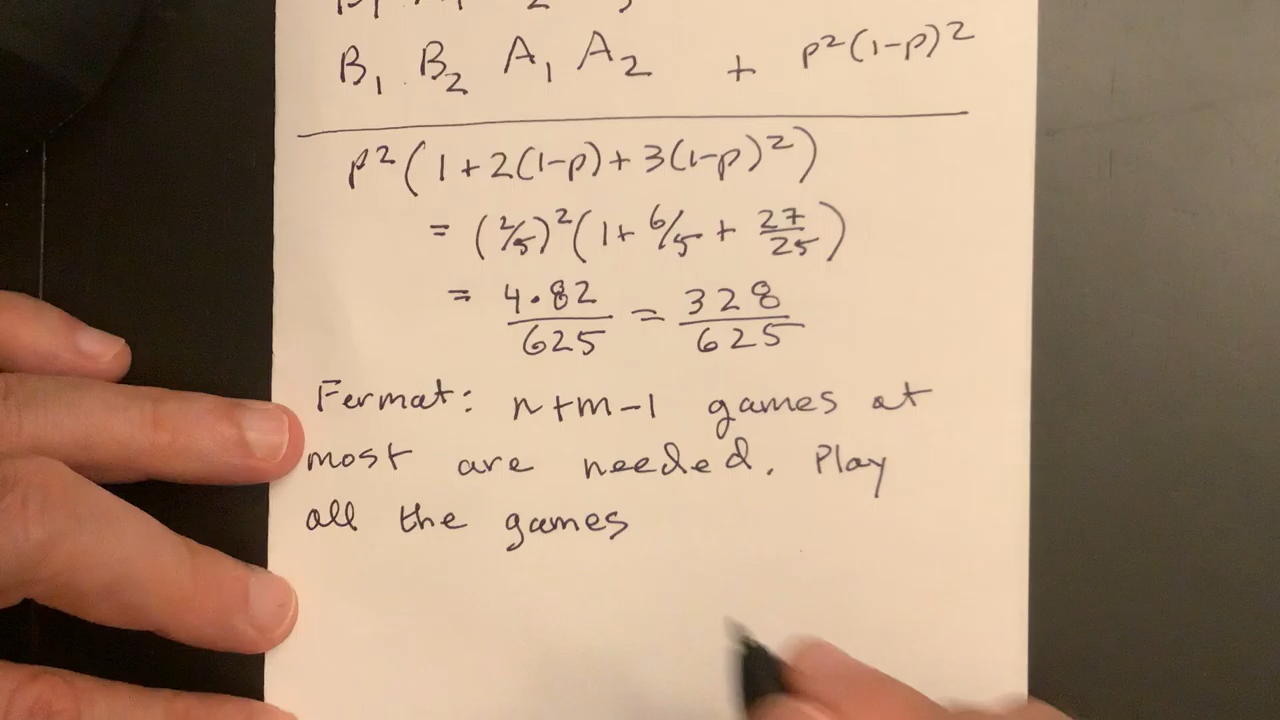 B₁ B₂ A₁ A₂ + p²(1-p)²
p²(1+2(1-p)+3(1-p)²)
= (2/5)²(1+6/5+27/25)
= 4·82/625 = 328/625
Fermat: n+m-1 games at
most are needed. Play
all the games